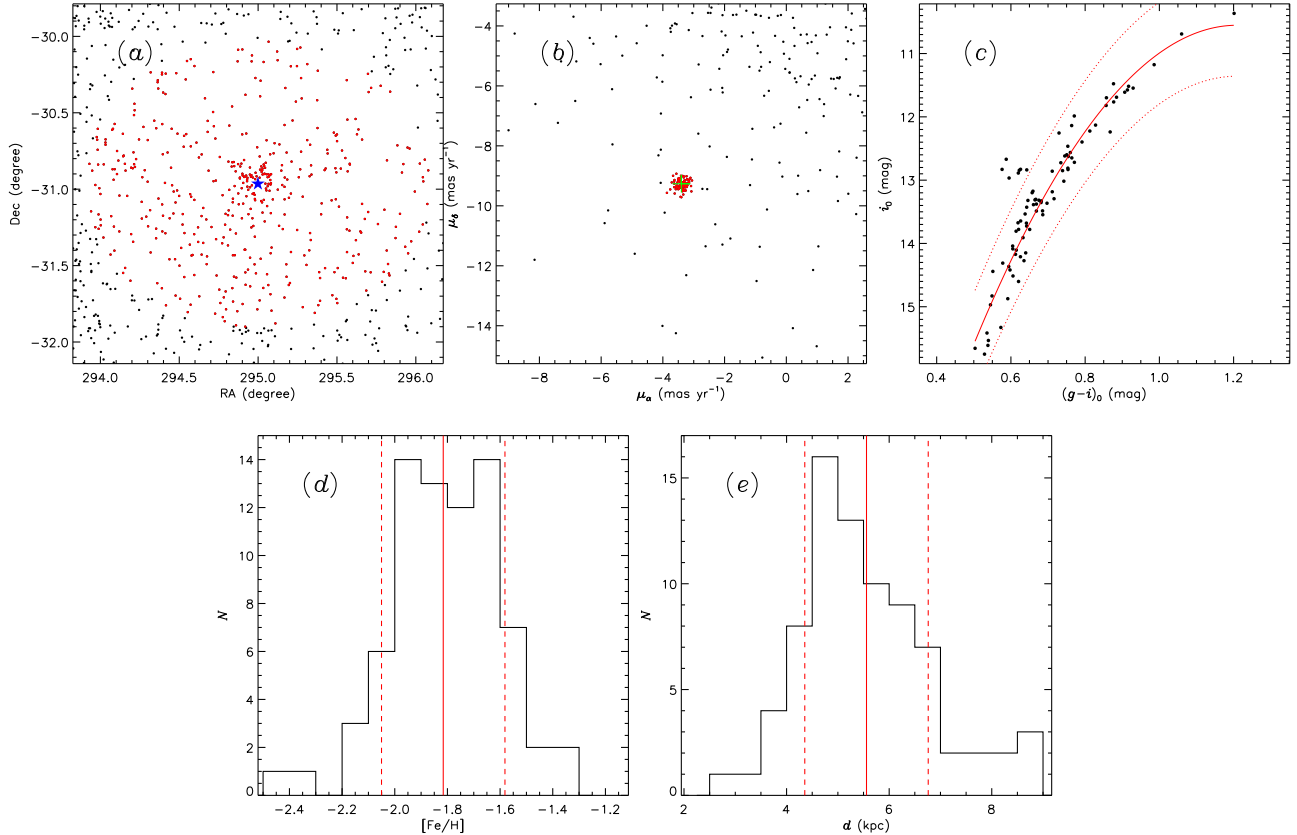 (a)
−30.0
−30.5
−31.0
−31.5
−32.0
Dec (degree)
294.0 294.5 295.0 295.5 296.0
RA (degree)
(b)
−4
−6
−8
−10
−12
−14
μδ (mas yr⁻¹)
−8 −6 −4 −2 0 2
μα (mas yr⁻¹)
(c)
11
12
13
14
15
i₀ (mag)
0.4 0.6 0.8 1.0 1.2
(g−i)₀ (mag)
(d)
14
12
10
8
6
4
2
0
N
−2.4 −2.2 −2.0 −1.8 −1.6 −1.4 −1.2
[Fe/H]
(e)
15
10
5
0
N
2 4 6 8
d (kpc)